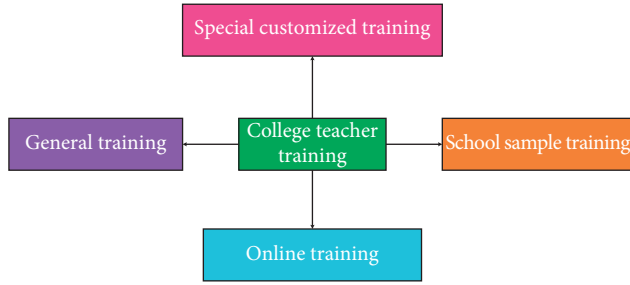 Special customized training
General training
College teacher
training
School sample training
Online training